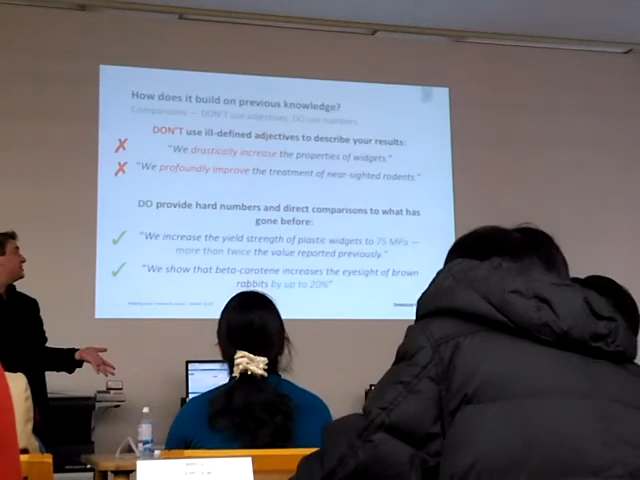 How does it build on previous knowledge?
Comparisons — DON'T use adjectives, DO use numbers
DON'T use ill-defined adjectives to describe your results:
✗ "We drastically increase the properties of widgets."
✗ "We profoundly improve the treatment of near-sighted rodents."
DO provide hard numbers and direct comparisons to what has
gone before:
✓ "We increase the yield strength of plastic widgets to 75 MPa —
more than twice the value reported previously."
✓ "We show that beta-carotene increases the eyesight of brown
rabbits by up to 20%"